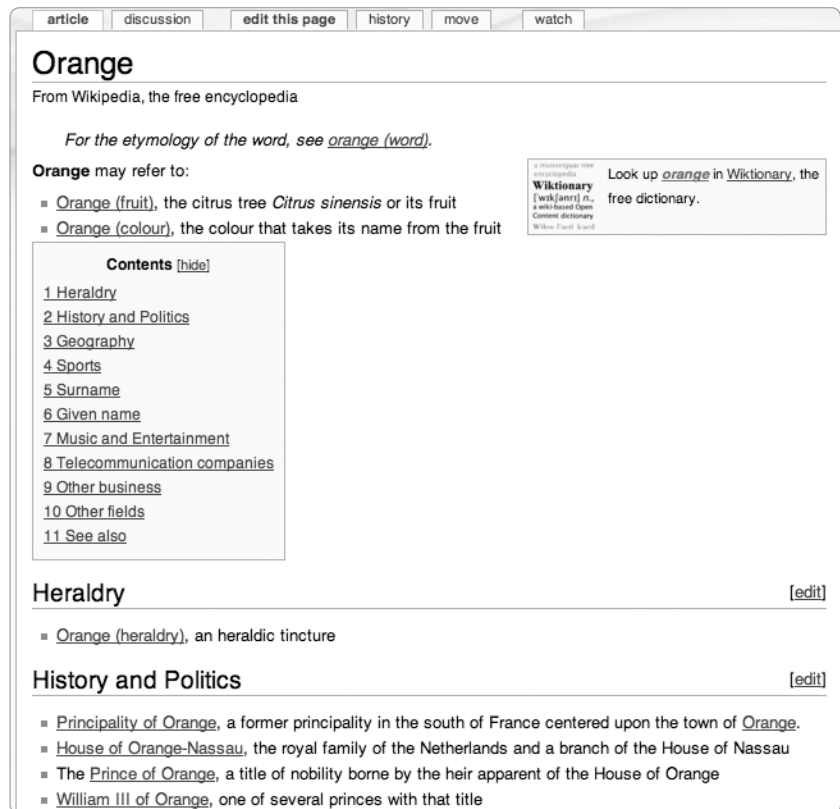 article discussion edit this page history move watch
Orange
From Wikipedia, the free encyclopedia
For the etymology of the word, see orange (word).
Orange may refer to:
Orange (fruit), the citrus tree Citrus sinensis or its fruit
Orange (colour), the colour that takes its name from the fruit
encyclopedia
Wiktionary
['wɪkʃənrɪ] n.,
a wiki-based Open
Content dictionary
Look up orange in Wiktionary, the
free dictionary.
Contents [hide]
1 Heraldry
2 History and Politics
3 Geography
4 Sports
5 Surname
6 Given name
7 Music and Entertainment
8 Telecommunication companies
9 Other business
10 Other fields
11 See also
Heraldry [edit]
Orange (heraldry), an heraldic tincture
History and Politics [edit]
Principality of Orange, a former principality in the south of France centered upon the town of Orange.
House of Orange-Nassau, the royal family of the Netherlands and a branch of the House of Nassau
The Prince of Orange, a title of nobility borne by the heir apparent of the House of Orange
William III of Orange, one of several princes with that title